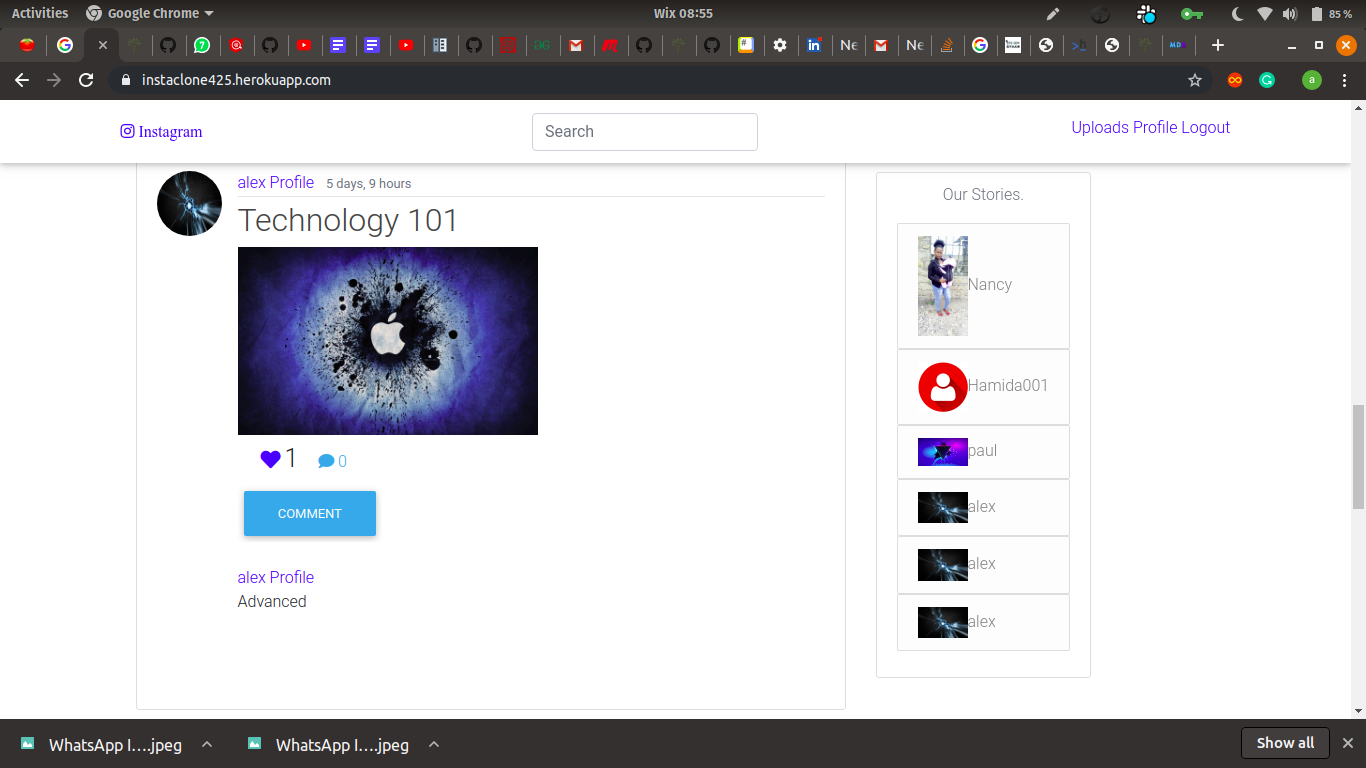 Activities Google Chrome Wix 08:55 85 %
instaclone425.herokuapp.com a
Instagram Search Uploads Profile Logout
alex Profile 5 days, 9 hours
Technology 101
1 0
COMMENT
alex Profile
Advanced
Our Stories.
Nancy
Hamida001
paul
alex
alex
alex
WhatsApp I....jpeg WhatsApp I....jpeg Show all